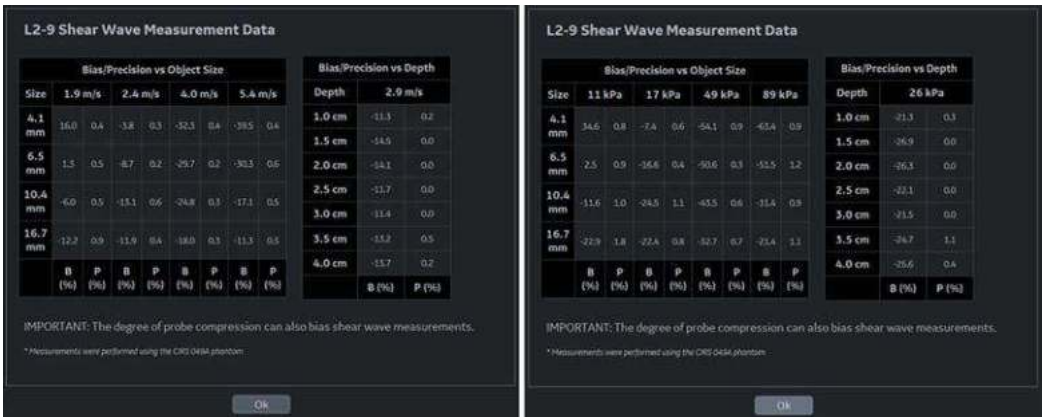 L2-9 Shear Wave Measurement Data
Bias/Precision vs Object Size
Size 1.9 m/s 2.4 m/s 4.0 m/s 5.4 m/s
4.1 mm 16.0 0.4 -3.8 0.3 -32.3 0.4 -39.5 0.4
6.5 mm 1.3 0.5 -8.7 0.2 -29.7 0.2 -30.3 0.6
10.4 mm -6.0 0.5 -13.1 0.6 -24.8 0.3 -17.1 0.5
16.7 mm -12.2 0.9 -11.9 0.4 -18.0 0.3 -11.3 0.5
B (%) P (%) B (%) P (%) B (%) P (%) B (%) P (%)
Bias/Precision vs Depth
Depth 2.9 m/s
1.0 cm -11.3 0.2
1.5 cm -14.5 0.0
2.0 cm -14.1 0.0
2.5 cm -11.7 0.0
3.0 cm -11.4 0.0
3.5 cm -13.2 0.5
4.0 cm -13.7 0.2
B (%) P (%)
IMPORTANT: The degree of probe compression can also bias shear wave measurements.
* Measurements were performed using the CIRS 049A phantom
Ok
L2-9 Shear Wave Measurement Data
Bias/Precision vs Object Size
Size 11 kPa 17 kPa 49 kPa 89 kPa
4.1 mm 34.6 0.8 -7.4 0.6 -54.1 0.9 -63.4 0.9
6.5 mm 2.5 0.9 -16.6 0.4 -50.6 0.3 -51.5 1.2
10.4 mm -11.6 1.0 -24.5 1.1 -43.5 0.6 -31.4 0.9
16.7 mm -22.9 1.8 -22.4 0.8 -32.7 0.7 -21.4 1.1
B (%) P (%) B (%) P (%) B (%) P (%) B (%) P (%)
Bias/Precision vs Depth
Depth 26 kPa
1.0 cm -21.3 0.3
1.5 cm -26.9 0.0
2.0 cm -26.3 0.0
2.5 cm -22.1 0.0
3.0 cm -21.5 0.0
3.5 cm -24.7 1.1
4.0 cm -25.6 0.4
B (%) P (%)
IMPORTANT: The degree of probe compression can also bias shear wave measurements.
* Measurements were performed using the CIRS 049A phantom
Ok